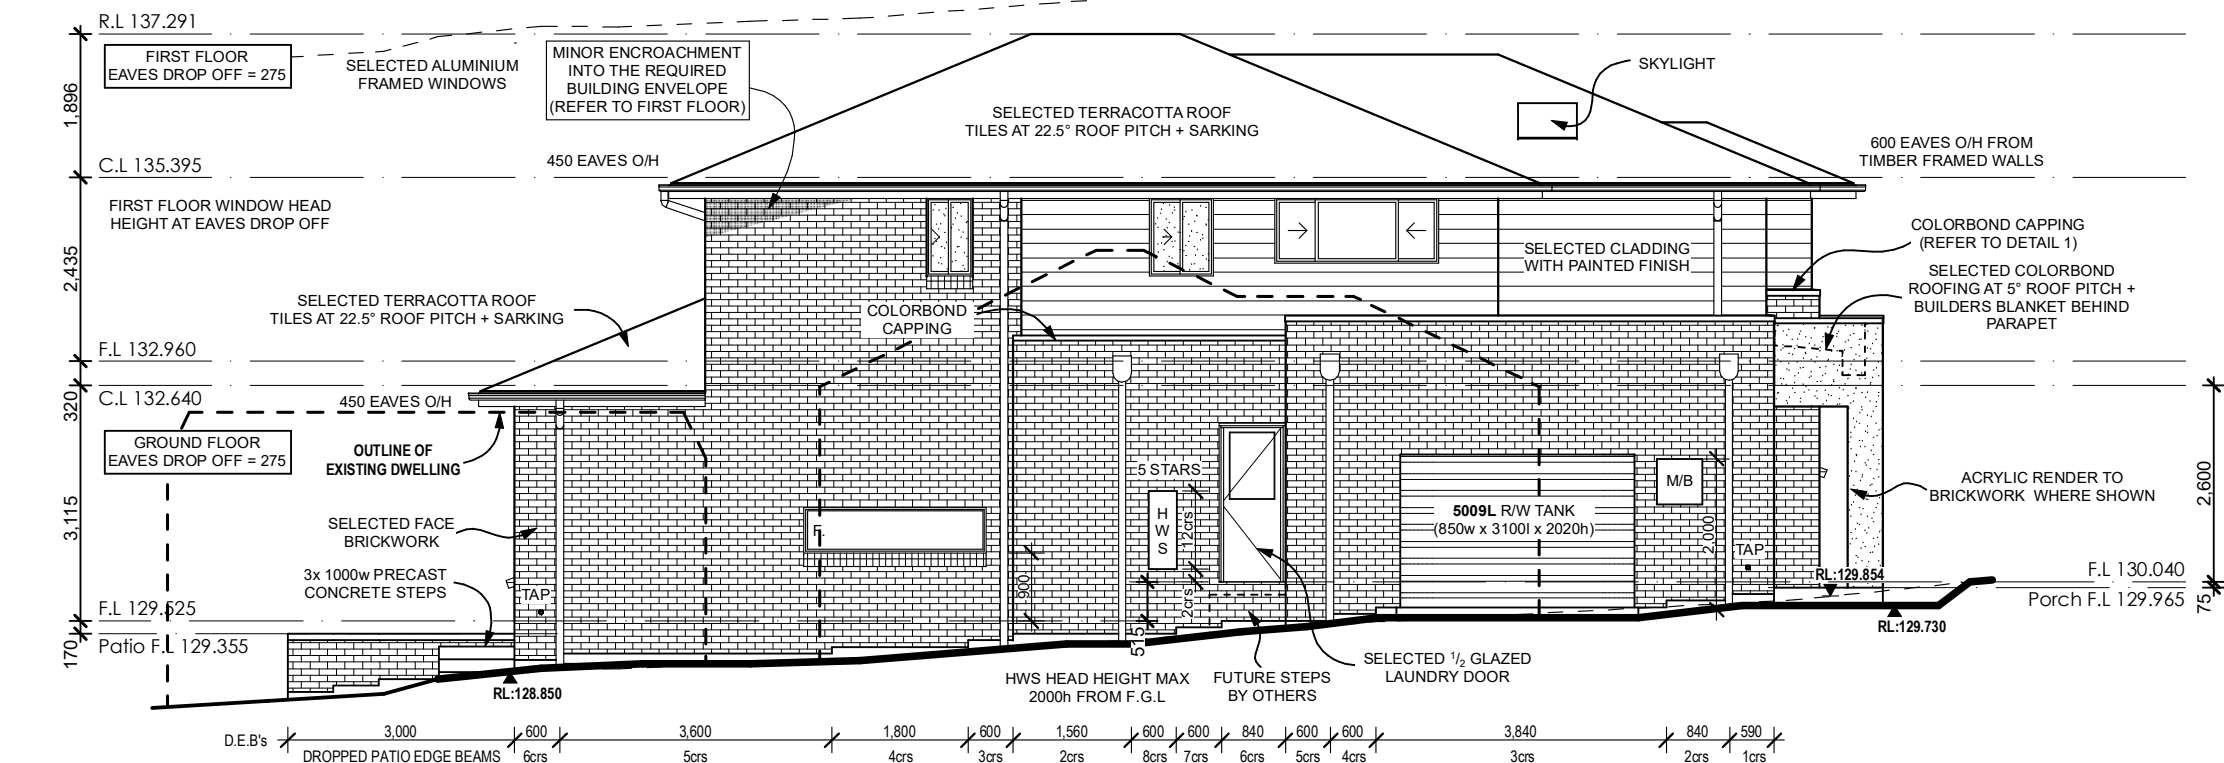 R.L 137.291
FIRST FLOOR
EAVES DROP OFF = 275
SELECTED ALUMINIUM
FRAMED WINDOWS
MINOR ENCROACHMENT
INTO THE REQUIRED
BUILDING ENVELOPE
(REFER TO FIRST FLOOR)
SKYLIGHT
1,896
SELECTED TERRACOTTA ROOF
TILES AT 22.5° ROOF PITCH + SARKING
C.L 135.395
450 EAVES O/H
600 EAVES O/H FROM
TIMBER FRAMED WALLS
FIRST FLOOR WINDOW HEAD
HEIGHT AT EAVES DROP OFF
2,435
SELECTED CLADDING
WITH PAINTED FINISH
COLORBOND CAPPING
(REFER TO DETAIL 1)
SELECTED COLORBOND
ROOFING AT 5° ROOF PITCH +
BUILDERS BLANKET BEHIND
PARAPET
SELECTED TERRACOTTA ROOF
TILES AT 22.5° ROOF PITCH + SARKING
COLORBOND
CAPPING
F.L 132.960
320
C.L 132.640
450 EAVES O/H
GROUND FLOOR
EAVES DROP OFF = 275
OUTLINE OF
EXISTING DWELLING
5 STARS
M/B
ACRYLIC RENDER TO
BRICKWORK WHERE SHOWN
2,600
3,115
SELECTED FACE
BRICKWORK
F.
H
W
S
12crs
5009L R/W TANK
(850w x 3100l x 2020h)
2,000
TAP
3x 1000w PRECAST
CONCRETE STEPS
TAP
900
2crs
RL:129.854
F.L 130.040
Porch F.L 129.965
75
F.L 129.525
RL:129.730
170
Patio F.L 129.355
515
RL:128.850
HWS HEAD HEIGHT MAX
2000h FROM F.G.L
FUTURE STEPS
BY OTHERS
SELECTED 1/2 GLAZED
LAUNDRY DOOR
D.E.B's
3,000 600 3,600 1,800 600 1,560 600 600 840 600 600 3,840 840 590
DROPPED PATIO EDGE BEAMS 6crs 5crs 4crs 3crs 2crs 8crs 7crs 6crs 5crs 4crs 3crs 2crs 1crs